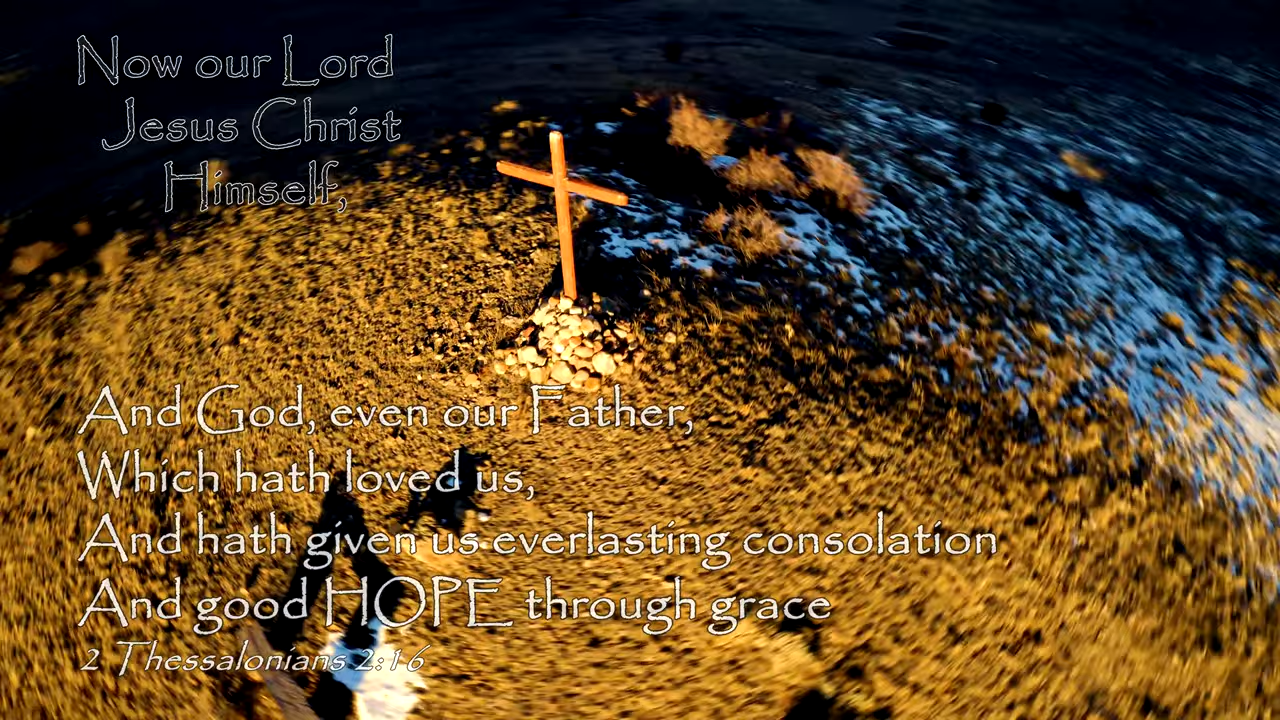 Now our Lord
Jesus Christ
Himself,
And God, even our Father,
Which hath loved us,
And hath given us everlasting consolation
And good HOPE through grace
2 Thessalonians 2:16